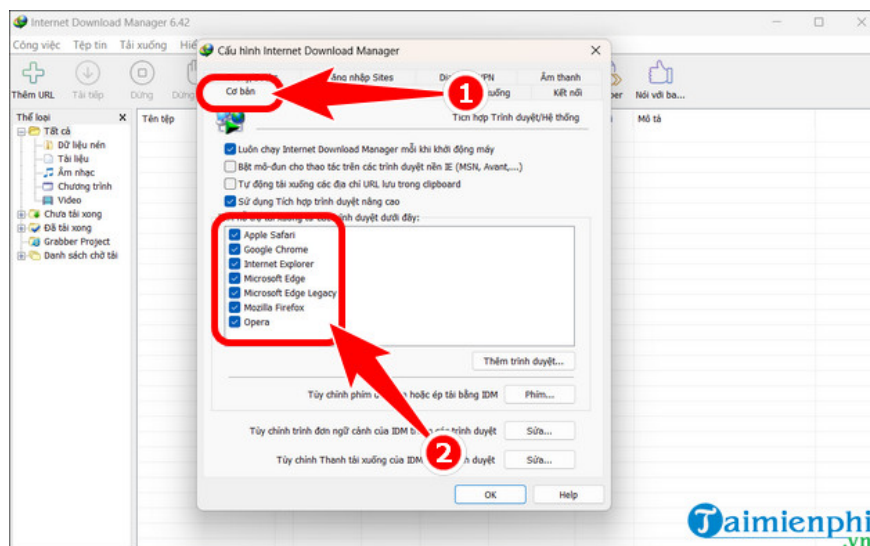 Internet Download Manager 6.42
Công việc Tệp tin Tải xuống
Thêm URL Tải tiếp Dừng Nói với ba...
Thể loại X
Tất cả
Dữ liệu nén
Tài liệu
Âm nhạc
Chương trình
Video
Chưa tải xong
Đã tải xong
Grabber Project
Danh sách chờ tải
Tên tệp
Mô tả
Cấu hình Internet Download Manager
nhập Sites Âm thanh
Cơ bản 1 Kết nối
Tích hợp Trình duyệt/Hệ thống
Luôn chạy Internet Download Manager mỗi khi khởi động máy
Bật mô-đun cho thao tác trên các trình duyệt nền IE (MSN, Avant,...)
Tự động tải xuống các địa chỉ URL lưu trong clipboard
Sử dụng Tích hợp trình duyệt nâng cao
duyệt dưới đây:
Apple Safari
Google Chrome
Internet Explorer
Microsoft Edge
Microsoft Edge Legacy
Mozilla Firefox
Opera
Thêm trình duyệt...
Tùy chỉnh phím hoặc ép tải bằng IDM Phím...
Tùy chỉnh trình đơn ngữ cảnh của IDM trình duyệt Sửa...
2
Tùy chỉnh Thanh tải xuống của IDM duyệt Sửa...
OK Help
Taimienphi
.vn